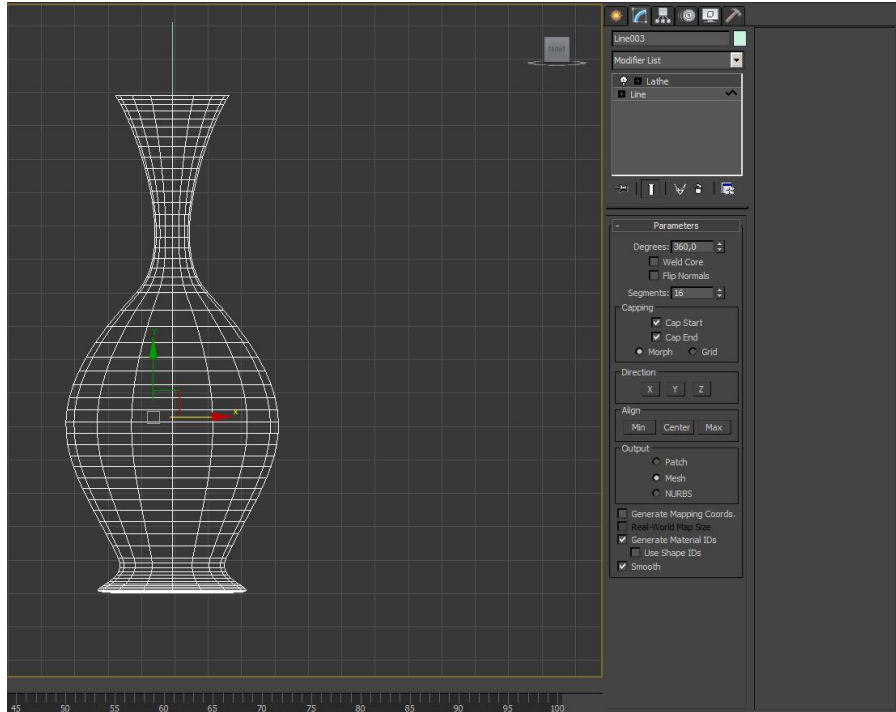 Line003
FRONT
Modifier List
Lathe
Line
Parameters
Degrees: 360,0
Weld Core
Flip Normals
Segments: 16
Capping
Cap Start
Cap End
Morph Grid
Direction
X Y Z
Align
Min Center Max
Output
Patch
Mesh
NURBS
Generate Mapping Coords.
Real-World Map Size
Generate Material IDs
Use Shape IDs
Smooth
Y
x
45 50 55 60 65 70 75 80 85 90 95 100